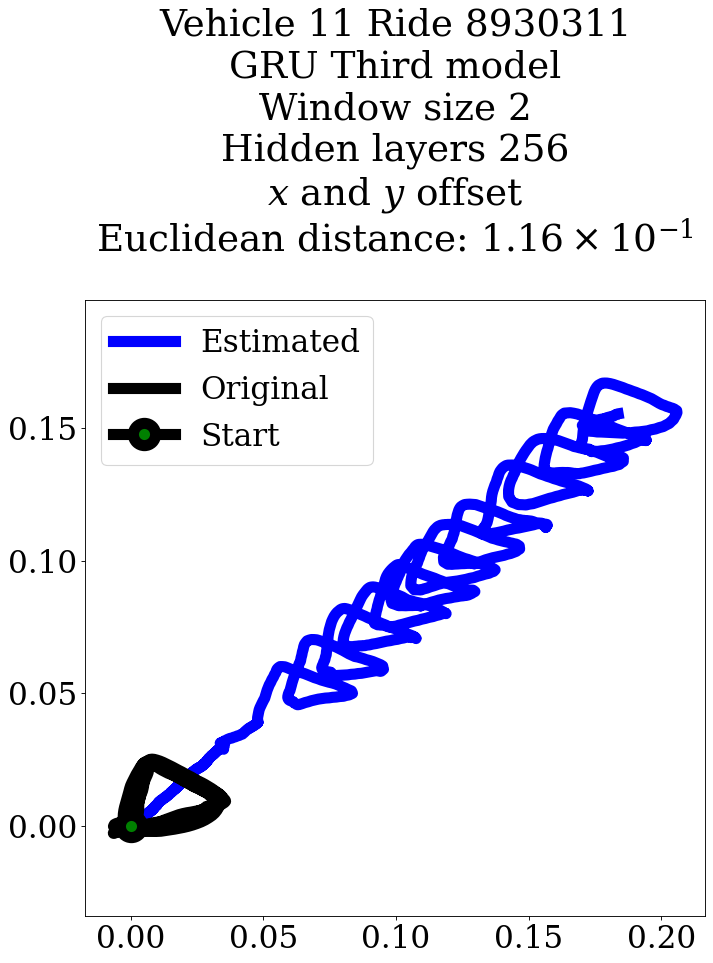 Vehicle 11 Ride 8930311
GRU Third model
Window size 2
Hidden layers 256
x and y offset
Euclidean distance: 1.16 × 10⁻¹
Estimated
Original
Start
0.15
0.10
0.05
0.00
0.00 0.05 0.10 0.15 0.20